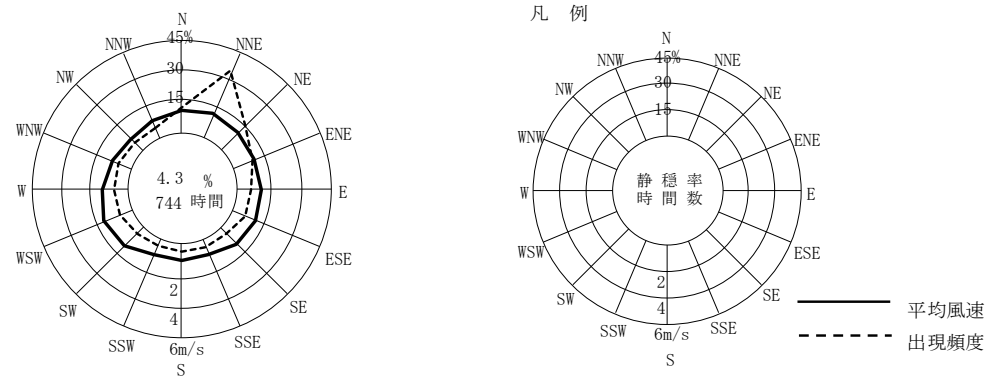 凡 例
N
45%
NNW
NNE
30
NW
NE
15
WNW
ENE
4.3 %
W
E
744 時間
WSW
ESE
2
SW
SE
4
SSW
SSE
6m/s
S
N
45%
NNW
NNE
30
NW
NE
15
WNW
ENE
静 穏 率
W
E
時 間 数
WSW
ESE
2
SW
SE
4
平均風速
SSW
SSE
6m/s
出現頻度
S